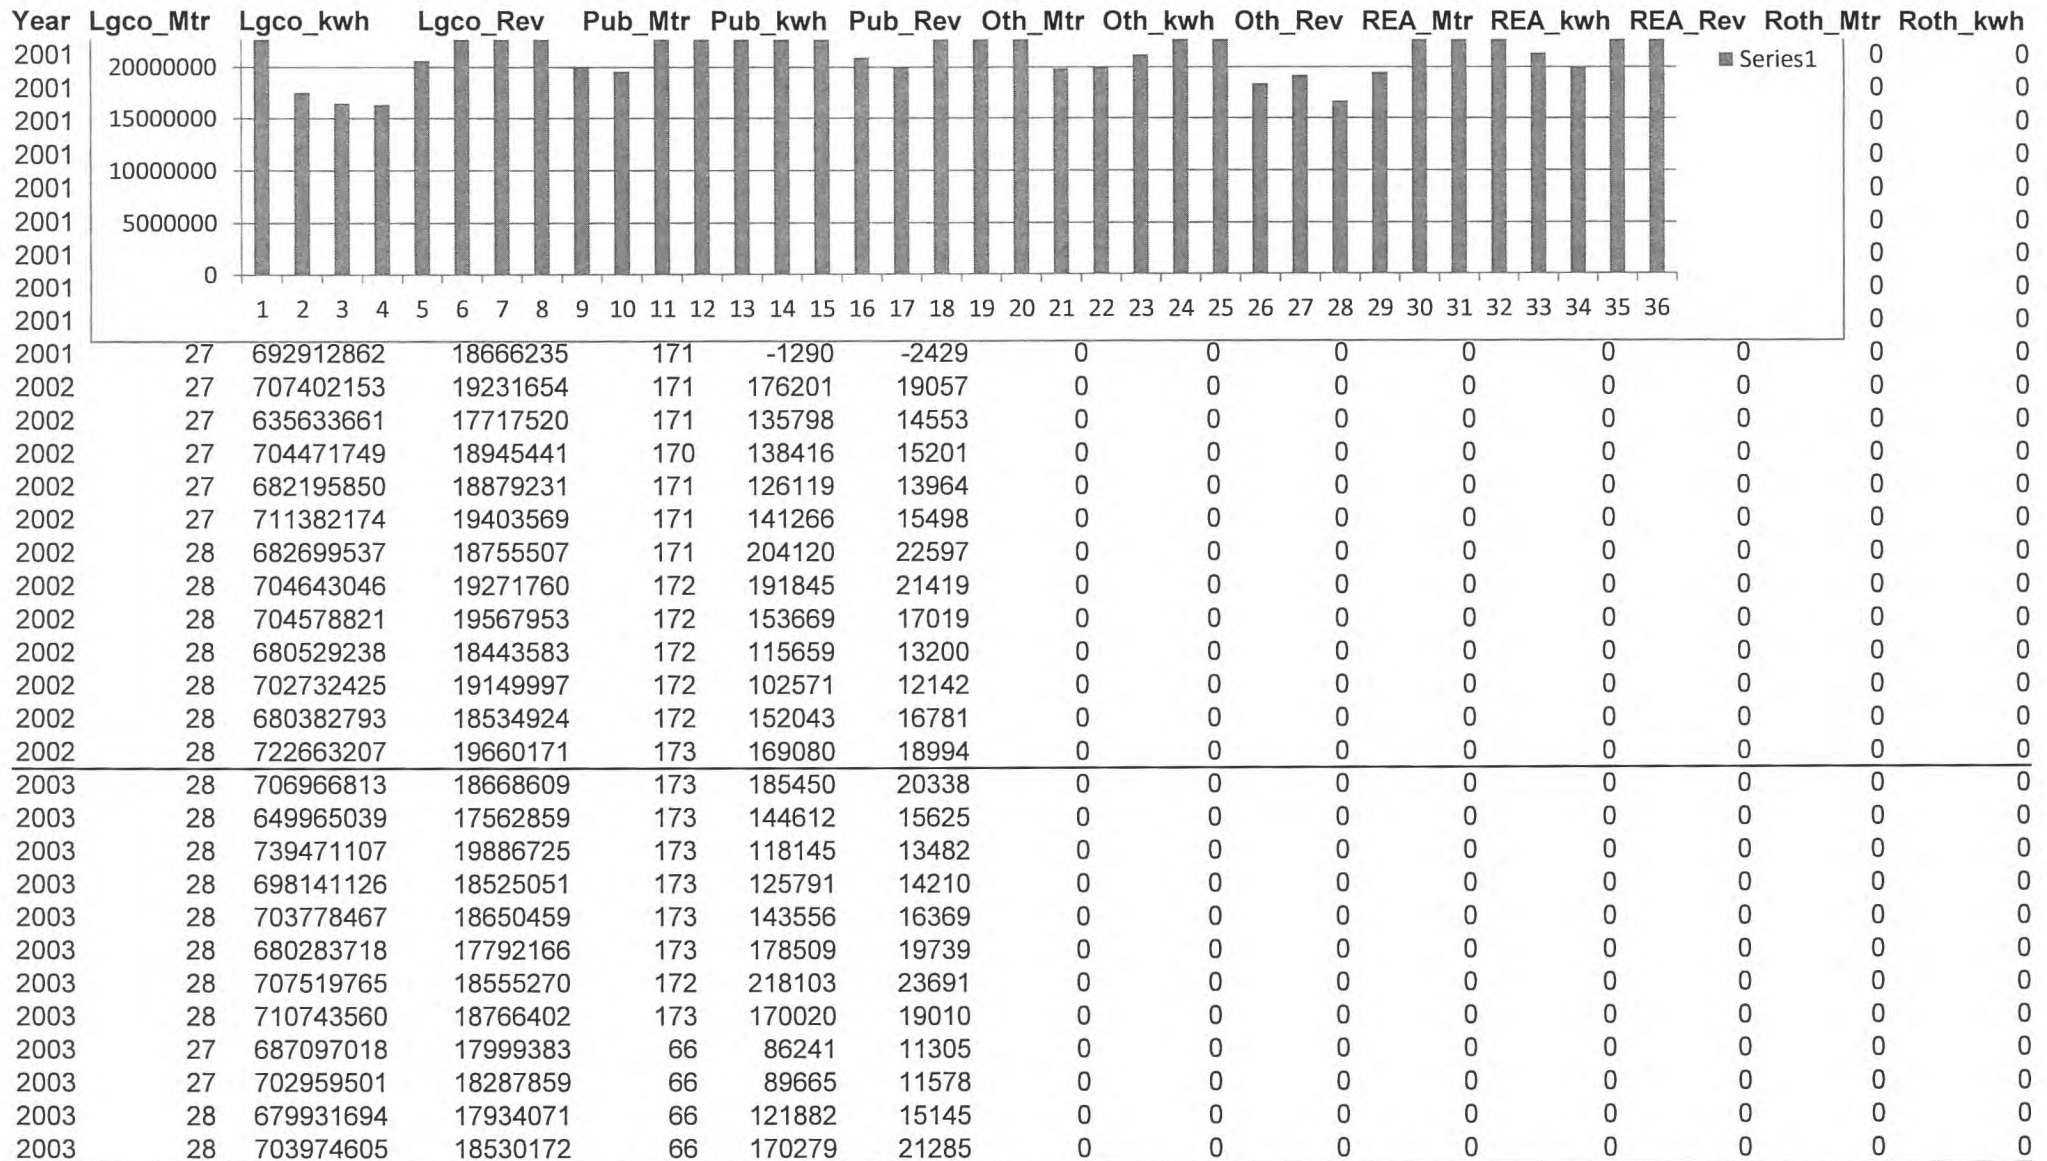 Year Lgco_Mtr Lgco_kwh Lgco_Rev Pub_Mtr Pub_kwh Pub_Rev Oth_Mtr Oth_kwh Oth_Rev REA_Mtr REA_kwh REA_Rev Roth_Mtr Roth_kwh
2001 20000000 Series1 0 0
2001 0 0
2001 15000000 0 0
2001 10000000 0 0
2001 0 0
2001 5000000 0 0
2001 0 0
2001 0 0 0
2001 1 2 3 4 5 6 7 8 9 10 11 12 13 14 15 16 17 18 19 20 21 22 23 24 25 26 27 28 29 30 31 32 33 34 35 36 0 0
2001 27 692912862 18666235 171 -1290 -2429 0 0 0 0 0 0 0 0
2002 27 707402153 19231654 171 176201 19057 0 0 0 0 0 0 0 0
2002 27 635633661 17717520 171 135798 14553 0 0 0 0 0 0 0 0
2002 27 704471749 18945441 170 138416 15201 0 0 0 0 0 0 0 0
2002 27 682195850 18879231 171 126119 13964 0 0 0 0 0 0 0 0
2002 27 711382174 19403569 171 141266 15498 0 0 0 0 0 0 0 0
2002 28 682699537 18755507 171 204120 22597 0 0 0 0 0 0 0 0
2002 28 704643046 19271760 172 191845 21419 0 0 0 0 0 0 0 0
2002 28 704578821 19567953 172 153669 17019 0 0 0 0 0 0 0 0
2002 28 680529238 18443583 172 115659 13200 0 0 0 0 0 0 0 0
2002 28 702732425 19149997 172 102571 12142 0 0 0 0 0 0 0 0
2002 28 680382793 18534924 172 152043 16781 0 0 0 0 0 0 0 0
2002 28 722663207 19660171 173 169080 18994 0 0 0 0 0 0 0 0
2003 28 706966813 18668609 173 185450 20338 0 0 0 0 0 0 0 0
2003 28 649965039 17562859 173 144612 15625 0 0 0 0 0 0 0 0
2003 28 739471107 19886725 173 118145 13482 0 0 0 0 0 0 0 0
2003 28 698141126 18525051 173 125791 14210 0 0 0 0 0 0 0 0
2003 28 703778467 18650459 173 143556 16369 0 0 0 0 0 0 0 0
2003 28 680283718 17792166 173 178509 19739 0 0 0 0 0 0 0 0
2003 28 707519765 18555270 172 218103 23691 0 0 0 0 0 0 0 0
2003 28 710743560 18766402 173 170020 19010 0 0 0 0 0 0 0 0
2003 27 687097018 17999383 66 86241 11305 0 0 0 0 0 0 0 0
2003 27 702959501 18287859 66 89665 11578 0 0 0 0 0 0 0 0
2003 28 679931694 17934071 66 121882 15145 0 0 0 0 0 0 0 0
2003 28 703974605 18530172 66 170279 21285 0 0 0 0 0 0 0 0